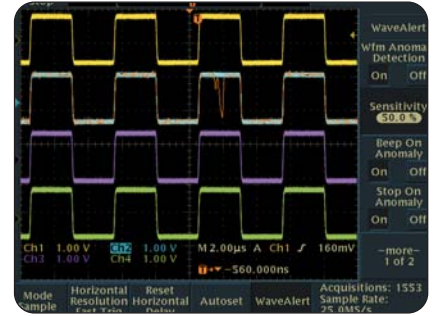 WaveAlert
Wfm Anoma
Detection
On Off
Sensitivity
50.0 %
Beep On
Anomaly
On Off
Stop On
Anomaly
On Off
-more-
1 of 2
Ch1 1.00 V Ch2 1.00 V M 2.00µs A Ch1 ƒ 160mV
Ch3 1.00 V Ch4 1.00 V
T→▾ -560.000ns
Mode
Sample
Horizontal
Resolution
Fast Trig
Reset
Horizontal
Delay
Autoset
WaveAlert
Acquisitions: 1553
Sample Rate:
25.0MS/s